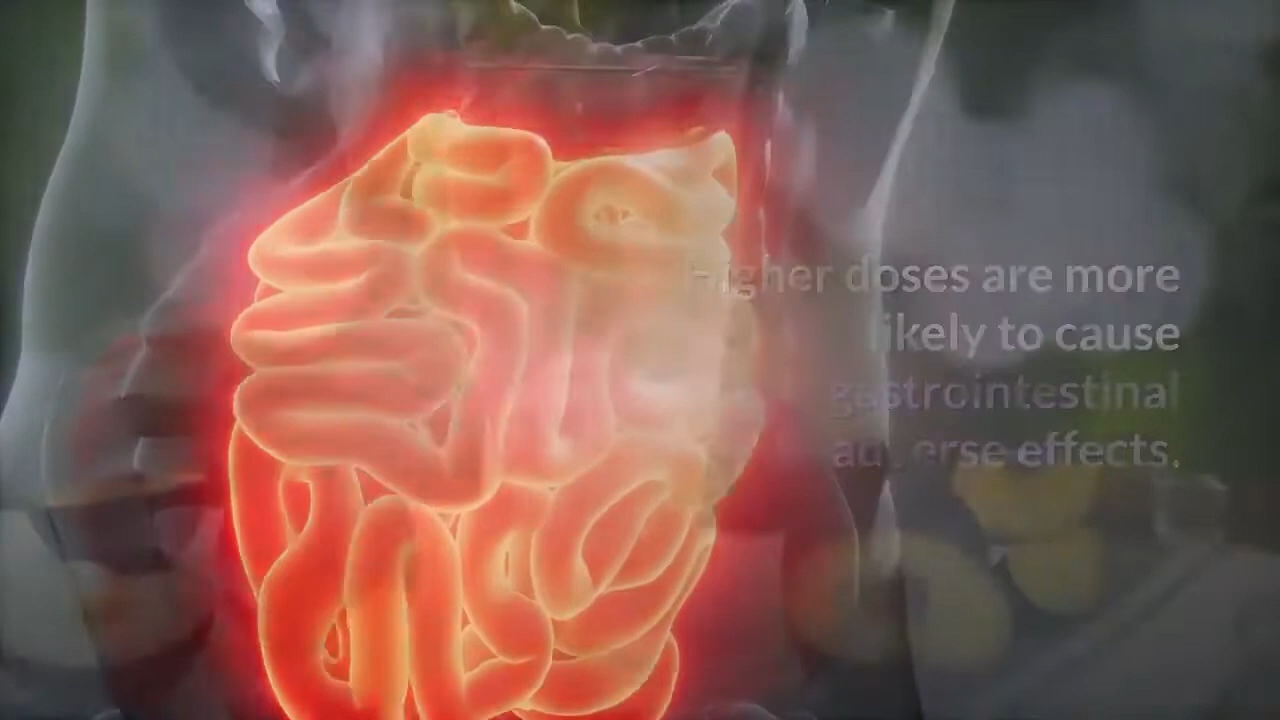 higher doses are more
likely to cause
gastrointestinal
adverse effects.